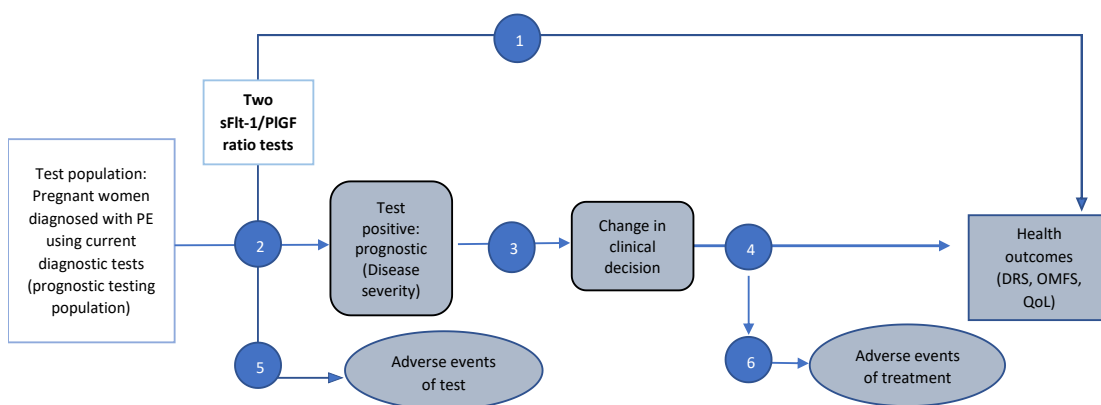 1
Two
sFlt-1/PlGF
ratio tests
Test population:
Pregnant women
diagnosed with PE
using current
diagnostic tests
(prognostic testing
population)
2
Test
positive:
prognostic
(Disease
severity)
3
Change in
clinical
decision
4
Health
outcomes
(DRS, OMFS,
QoL)
5
Adverse events
of test
6
Adverse events
of treatment